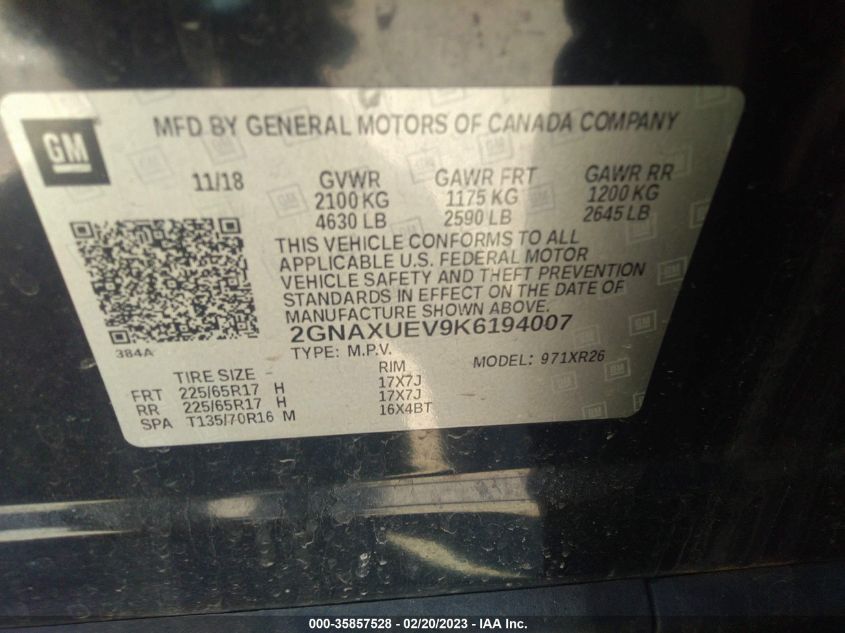 GM
MFD BY GENERAL MOTORS OF CANADA COMPANY
11/18 GVWR GAWR FRT GAWR RR
2100 KG 1175 KG 1200 KG
4630 LB 2590 LB 2645 LB
THIS VEHICLE CONFORMS TO ALL
APPLICABLE U.S. FEDERAL MOTOR
VEHICLE SAFETY AND THEFT PREVENTION
STANDARDS IN EFFECT ON THE DATE OF
MANUFACTURE SHOWN ABOVE.
2GNAXUEV9K6194007
384A
TYPE: M.P.V. MODEL: 971XR26
TIRE SIZE RIM
FRT 225/65R17 H 17X7J
RR 225/65R17 H 17X7J
SPA T135/70R16 M 16X4BT
000-35857528 - 02/20/2023 - IAA Inc.